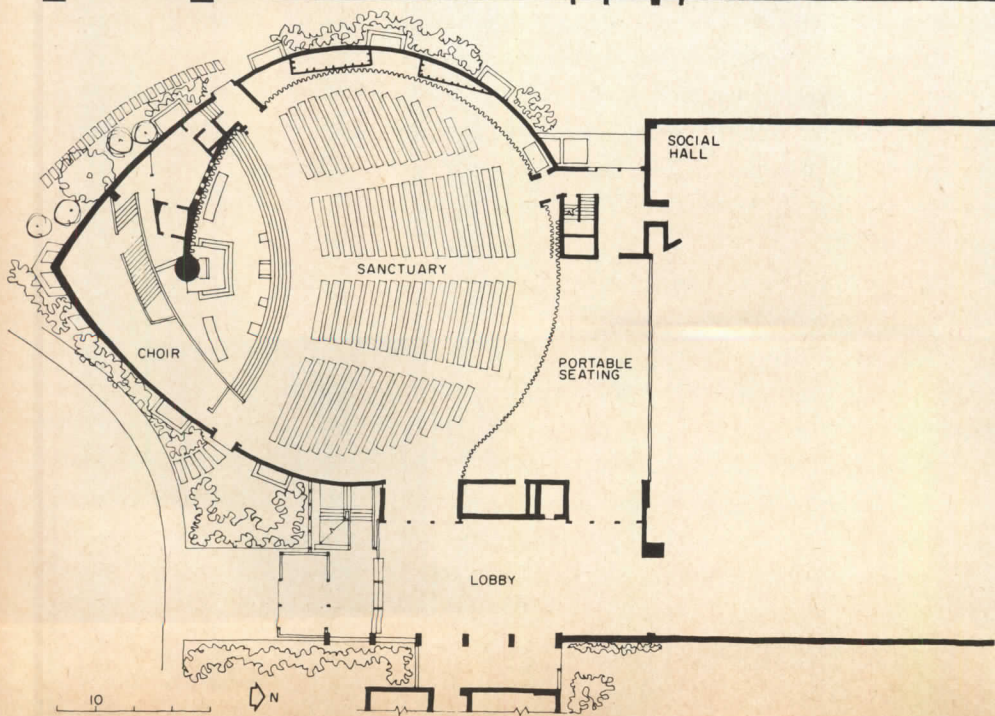 SOCIAL
HALL
SANCTUARY
CHOIR
PORTABLE
SEATING
LOBBY
10
N